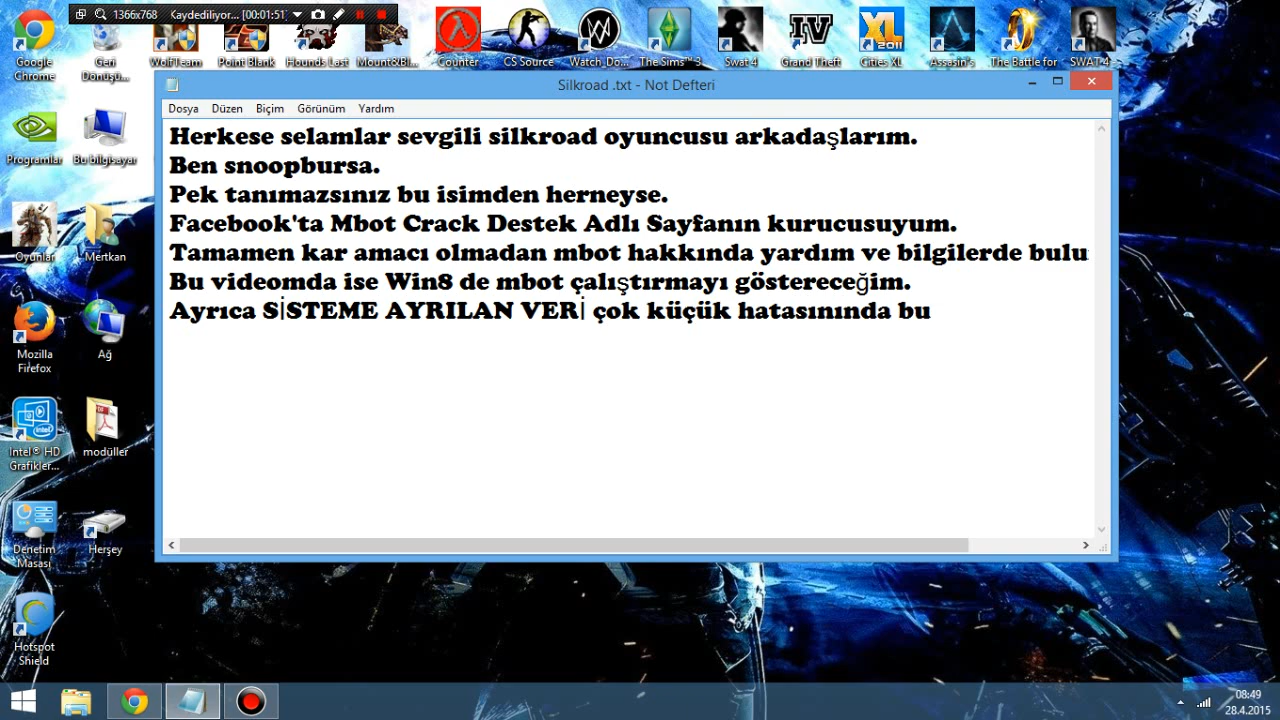 1366x768 Kaydediliyor... [00:01:51]
Google Chrome
Geri Dönüşü...
WolfTeam
Point Blank
Hounds Last
Mount&Bl...
Counter
CS Source
Watch_Do...
The Sims™ 3
Swat 4
Grand Theft
Cities XL
Assasin's
The Battle for
SWAT 4
XL
2011
IV
Silkroad .txt - Not Defteri
Dosya Düzen Biçim Görünüm Yardım
Herkese selamlar sevgili silkroad oyuncusu arkadaşlarım.
Ben snoopbursa.
Pek tanımazsınız bu isimden herneyse.
Facebook'ta Mbot Crack Destek Adlı Sayfanın kurucusuyum.
Tamamen kar amacı olmadan mbot hakkında yardım ve bilgilerde bulu
Bu videomda ise Win8 de mbot çalıştırmayı göstereceğim.
Ayrıca SİSTEME AYRILAN VERİ çok küçük hatasınında bu
Programlar
Bu bilgisayar
Oyunlar
Mertkan
Mozilla Firefox
Ağ
intel
Intel® HD Grafikler...
modüller
Denetim Masası
Herşey
Hotspot Shield
08:49
28.4.2015